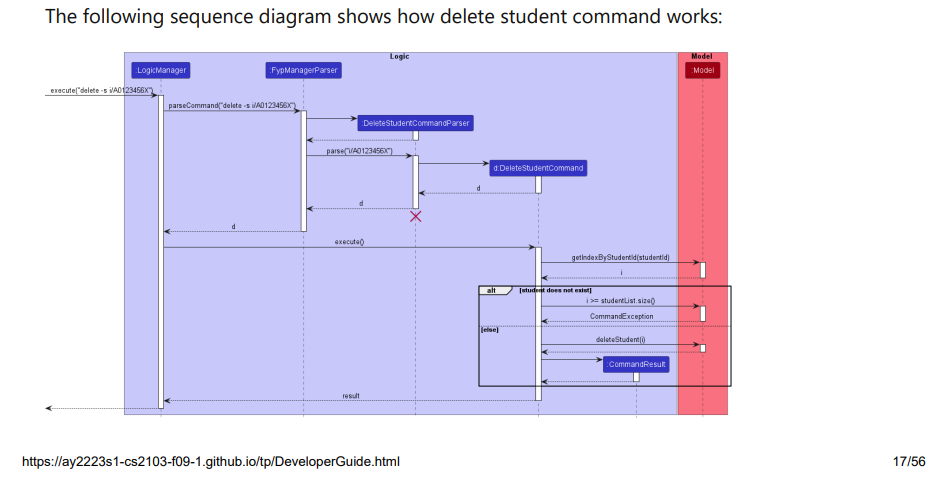 The following sequence diagram shows how delete student command works:
Logic
Model
:LogicManager
:FypManagerParser
:Model
execute("delete -s i/A0123456X")
parseCommand("delete -s i/A0123456X")
:DeleteStudentCommandParser
parse("i/A0123456X")
d:DeleteStudentCommand
d
d
d
execute()
getIndexByStudentId(studentId)
i
alt
[student does not exist]
i >= studentList.size()
CommandException
[else]
deleteStudent(i)
:CommandResult
result
https://ay2223s1-cs2103-f09-1.github.io/tp/DeveloperGuide.html
17/56